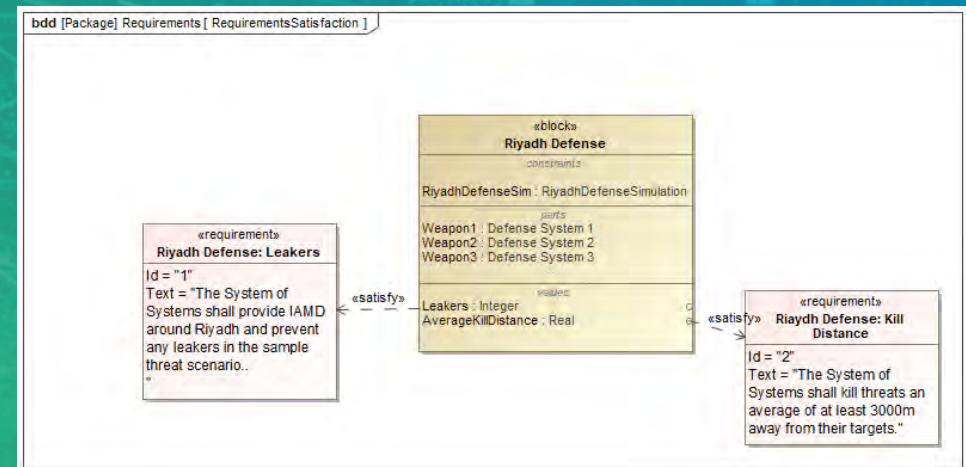 bdd [Package] Requirements [ RequirementsSatisfaction ]
«block»
Riyadh Defense
constraints
RiyadhDefenseSim : RiyadhDefenseSimulation
parts
Weapon1 : Defense System 1
Weapon2 : Defense System 2
Weapon3 : Defense System 3
values
Leakers : Integer
AverageKillDistance : Real
«requirement»
Riyadh Defense: Leakers
Id = "1"
Text = "The System of
Systems shall provide IAMD
around Riyadh and prevent
any leakers in the sample
threat scenario..
"
«satisfy»
«satisfy»
«requirement»
Riaydh Defense: Kill
Distance
Id = "2"
Text = "The System of
Systems shall kill threats an
average of at least 3000m
away from their targets."